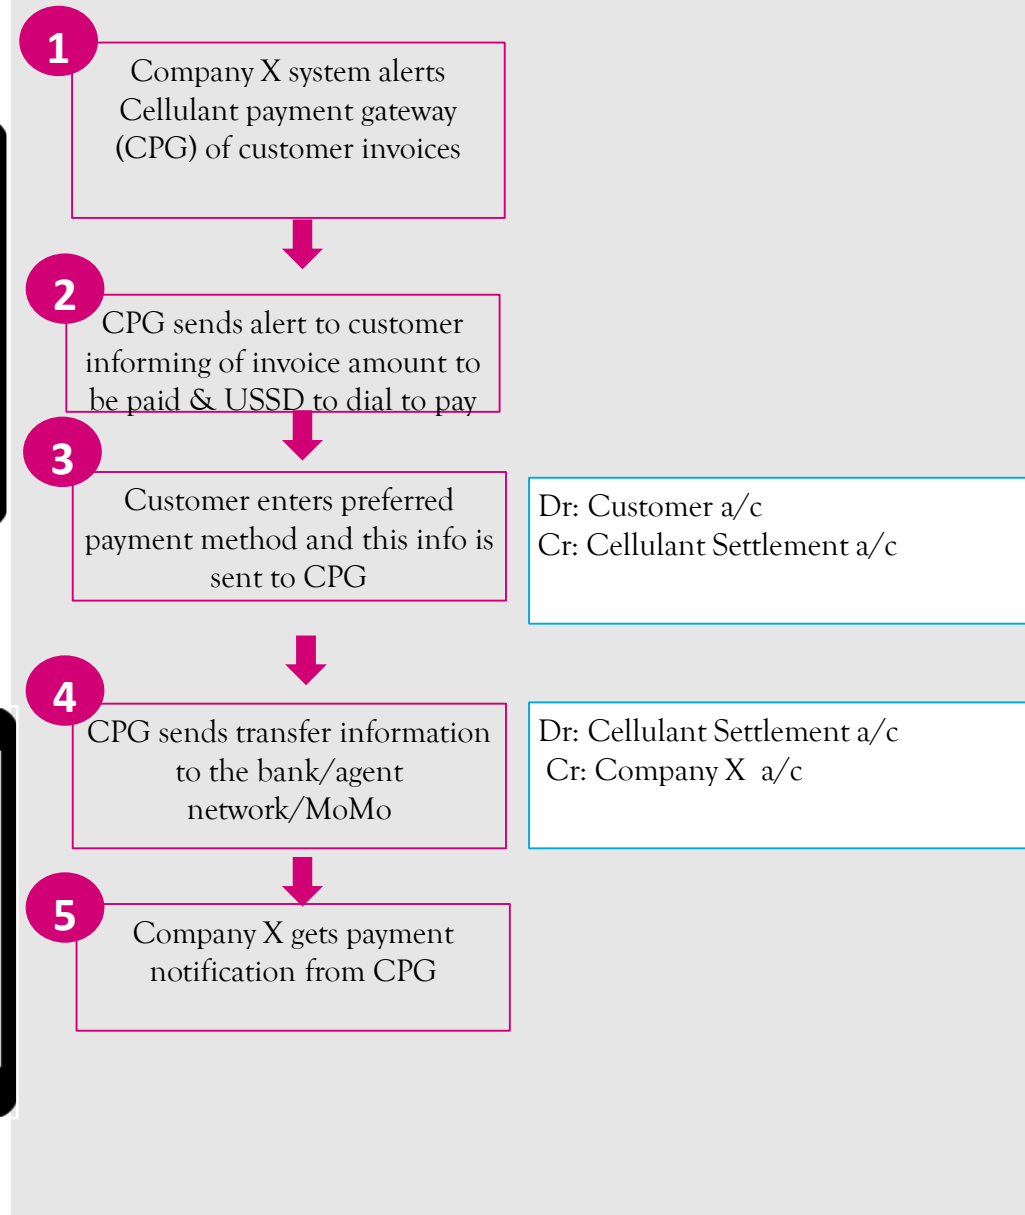 1
Company X system alerts
Cellulant payment gateway
(CPG) of customer invoices
2
CPG sends alert to customer
informing of invoice amount to
be paid & USSD to dial to pay
3
Customer enters preferred
payment method and this info is
sent to CPG
Dr: Customer a/c
Cr: Cellulant Settlement a/c
4
CPG sends transfer information
to the bank/agent
network/MoMo
Dr: Cellulant Settlement a/c
Cr: Company X a/c
5
Company X gets payment
notification from CPG